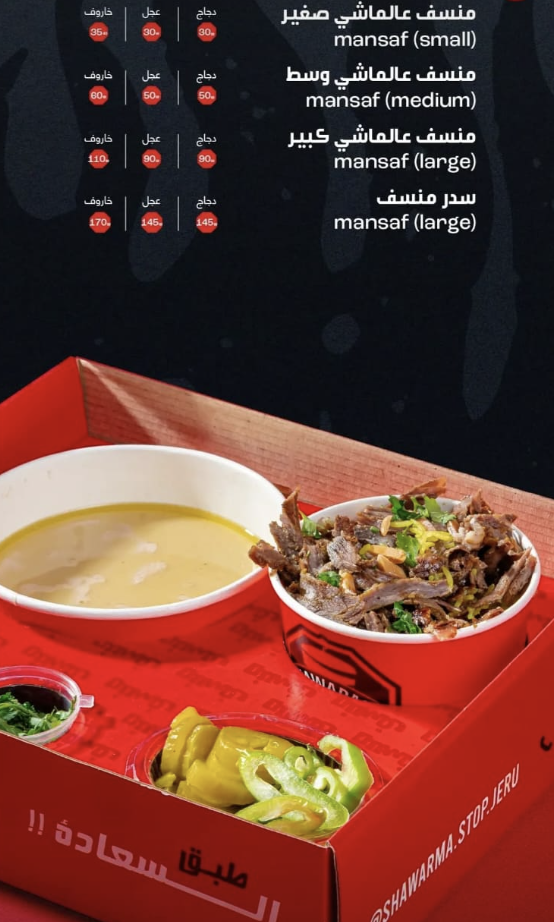 منسف عالماشي صغير
mansaf (small)
دجاج عجل خاروف
30₪ 30₪ 35₪
منسف عالماشي وسط
mansaf (medium)
دجاج عجل خاروف
50₪ 50₪ 60₪
منسف عالماشي كبير
mansaf (large)
دجاج عجل خاروف
90₪ 90₪ 110₪
سدر منسف
mansaf (large)
دجاج عجل خاروف
145₪ 145₪ 170₪
طبق
الـسعادة !!
@SHAWARMA.STOP.JERU